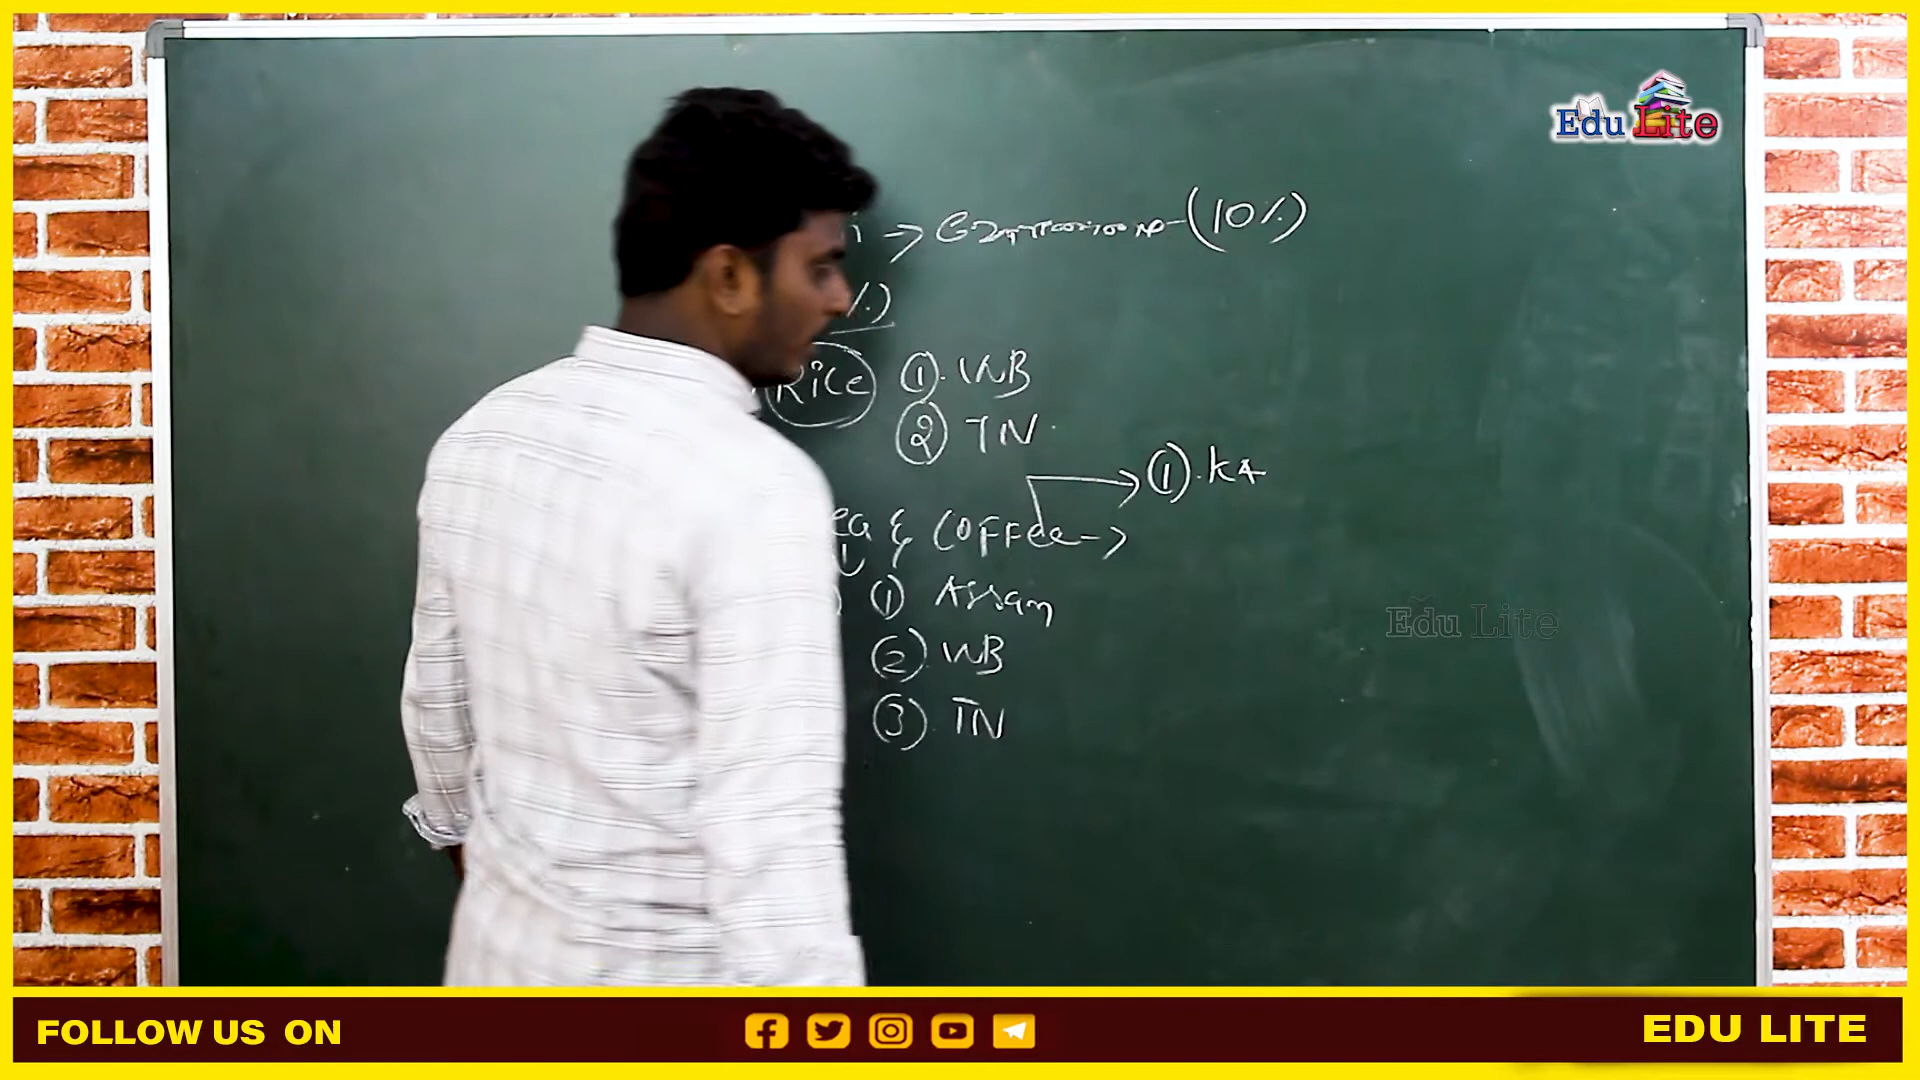 Edu Lite
i → (10%)
%)
Rice ① WB
② TN
① KA
ea & COFFee →
① Assam
② WB
③ TN
Edu Lite
FOLLOW US ON
EDU LITE